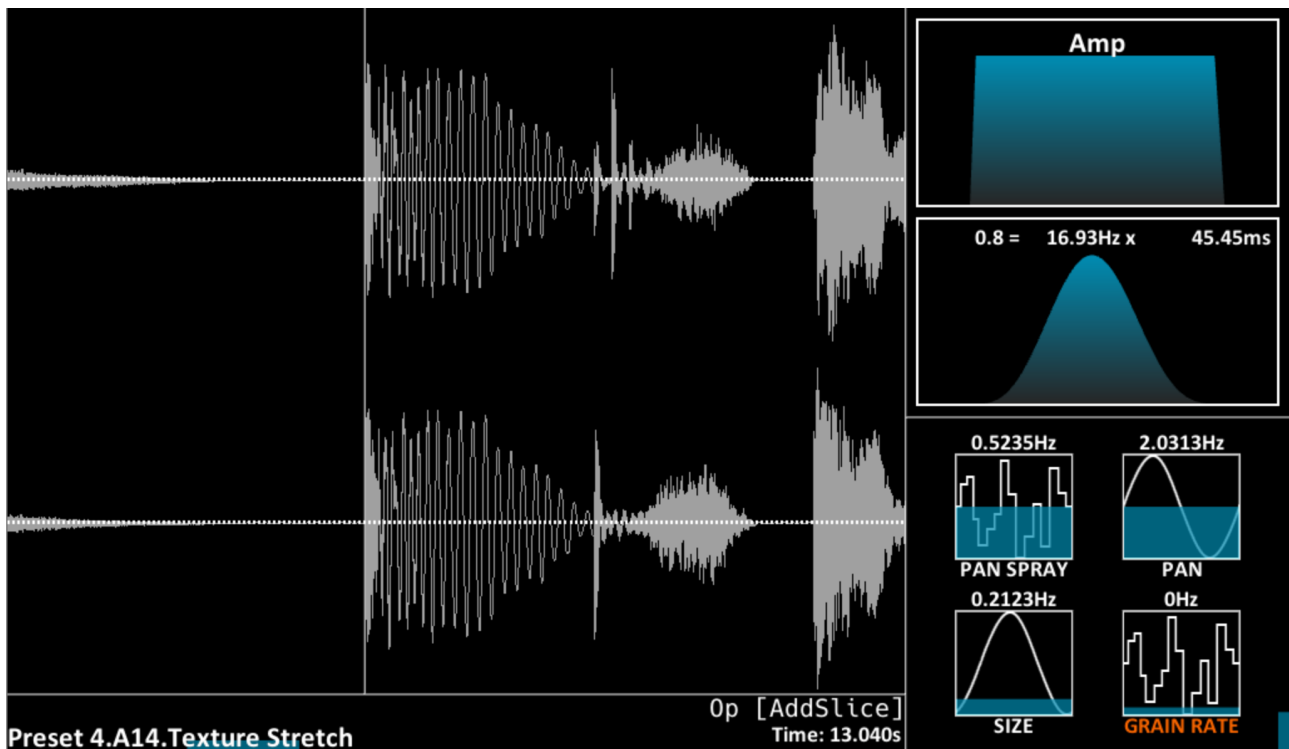 Amp
0.8 = 16.93Hz x 45.45ms
0.5235Hz 2.0313Hz
PAN SPRAY PAN
0.2123Hz 0Hz
SIZE GRAIN RATE
Op [AddSlice]
Preset 4.A14.Texture Stretch
Time: 13.040s